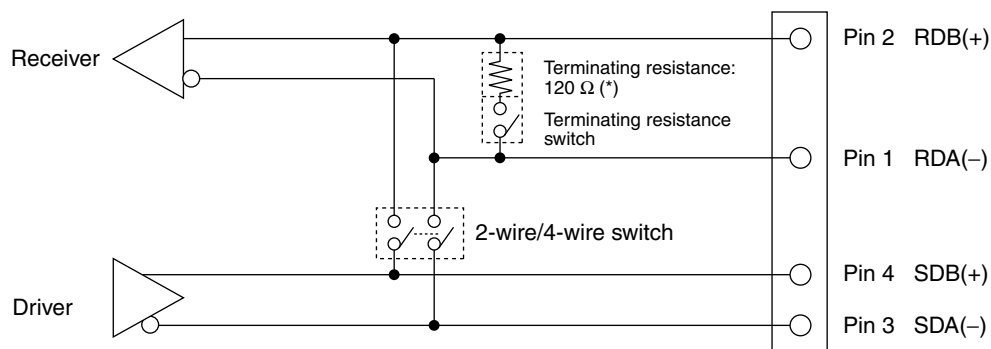 Receiver
Pin 2 RDB(+)
Terminating resistance:
120 Ω (*)
Terminating resistance
switch
Pin 1 RDA(−)
2-wire/4-wire switch
Pin 4 SDB(+)
Driver
Pin 3 SDA(−)